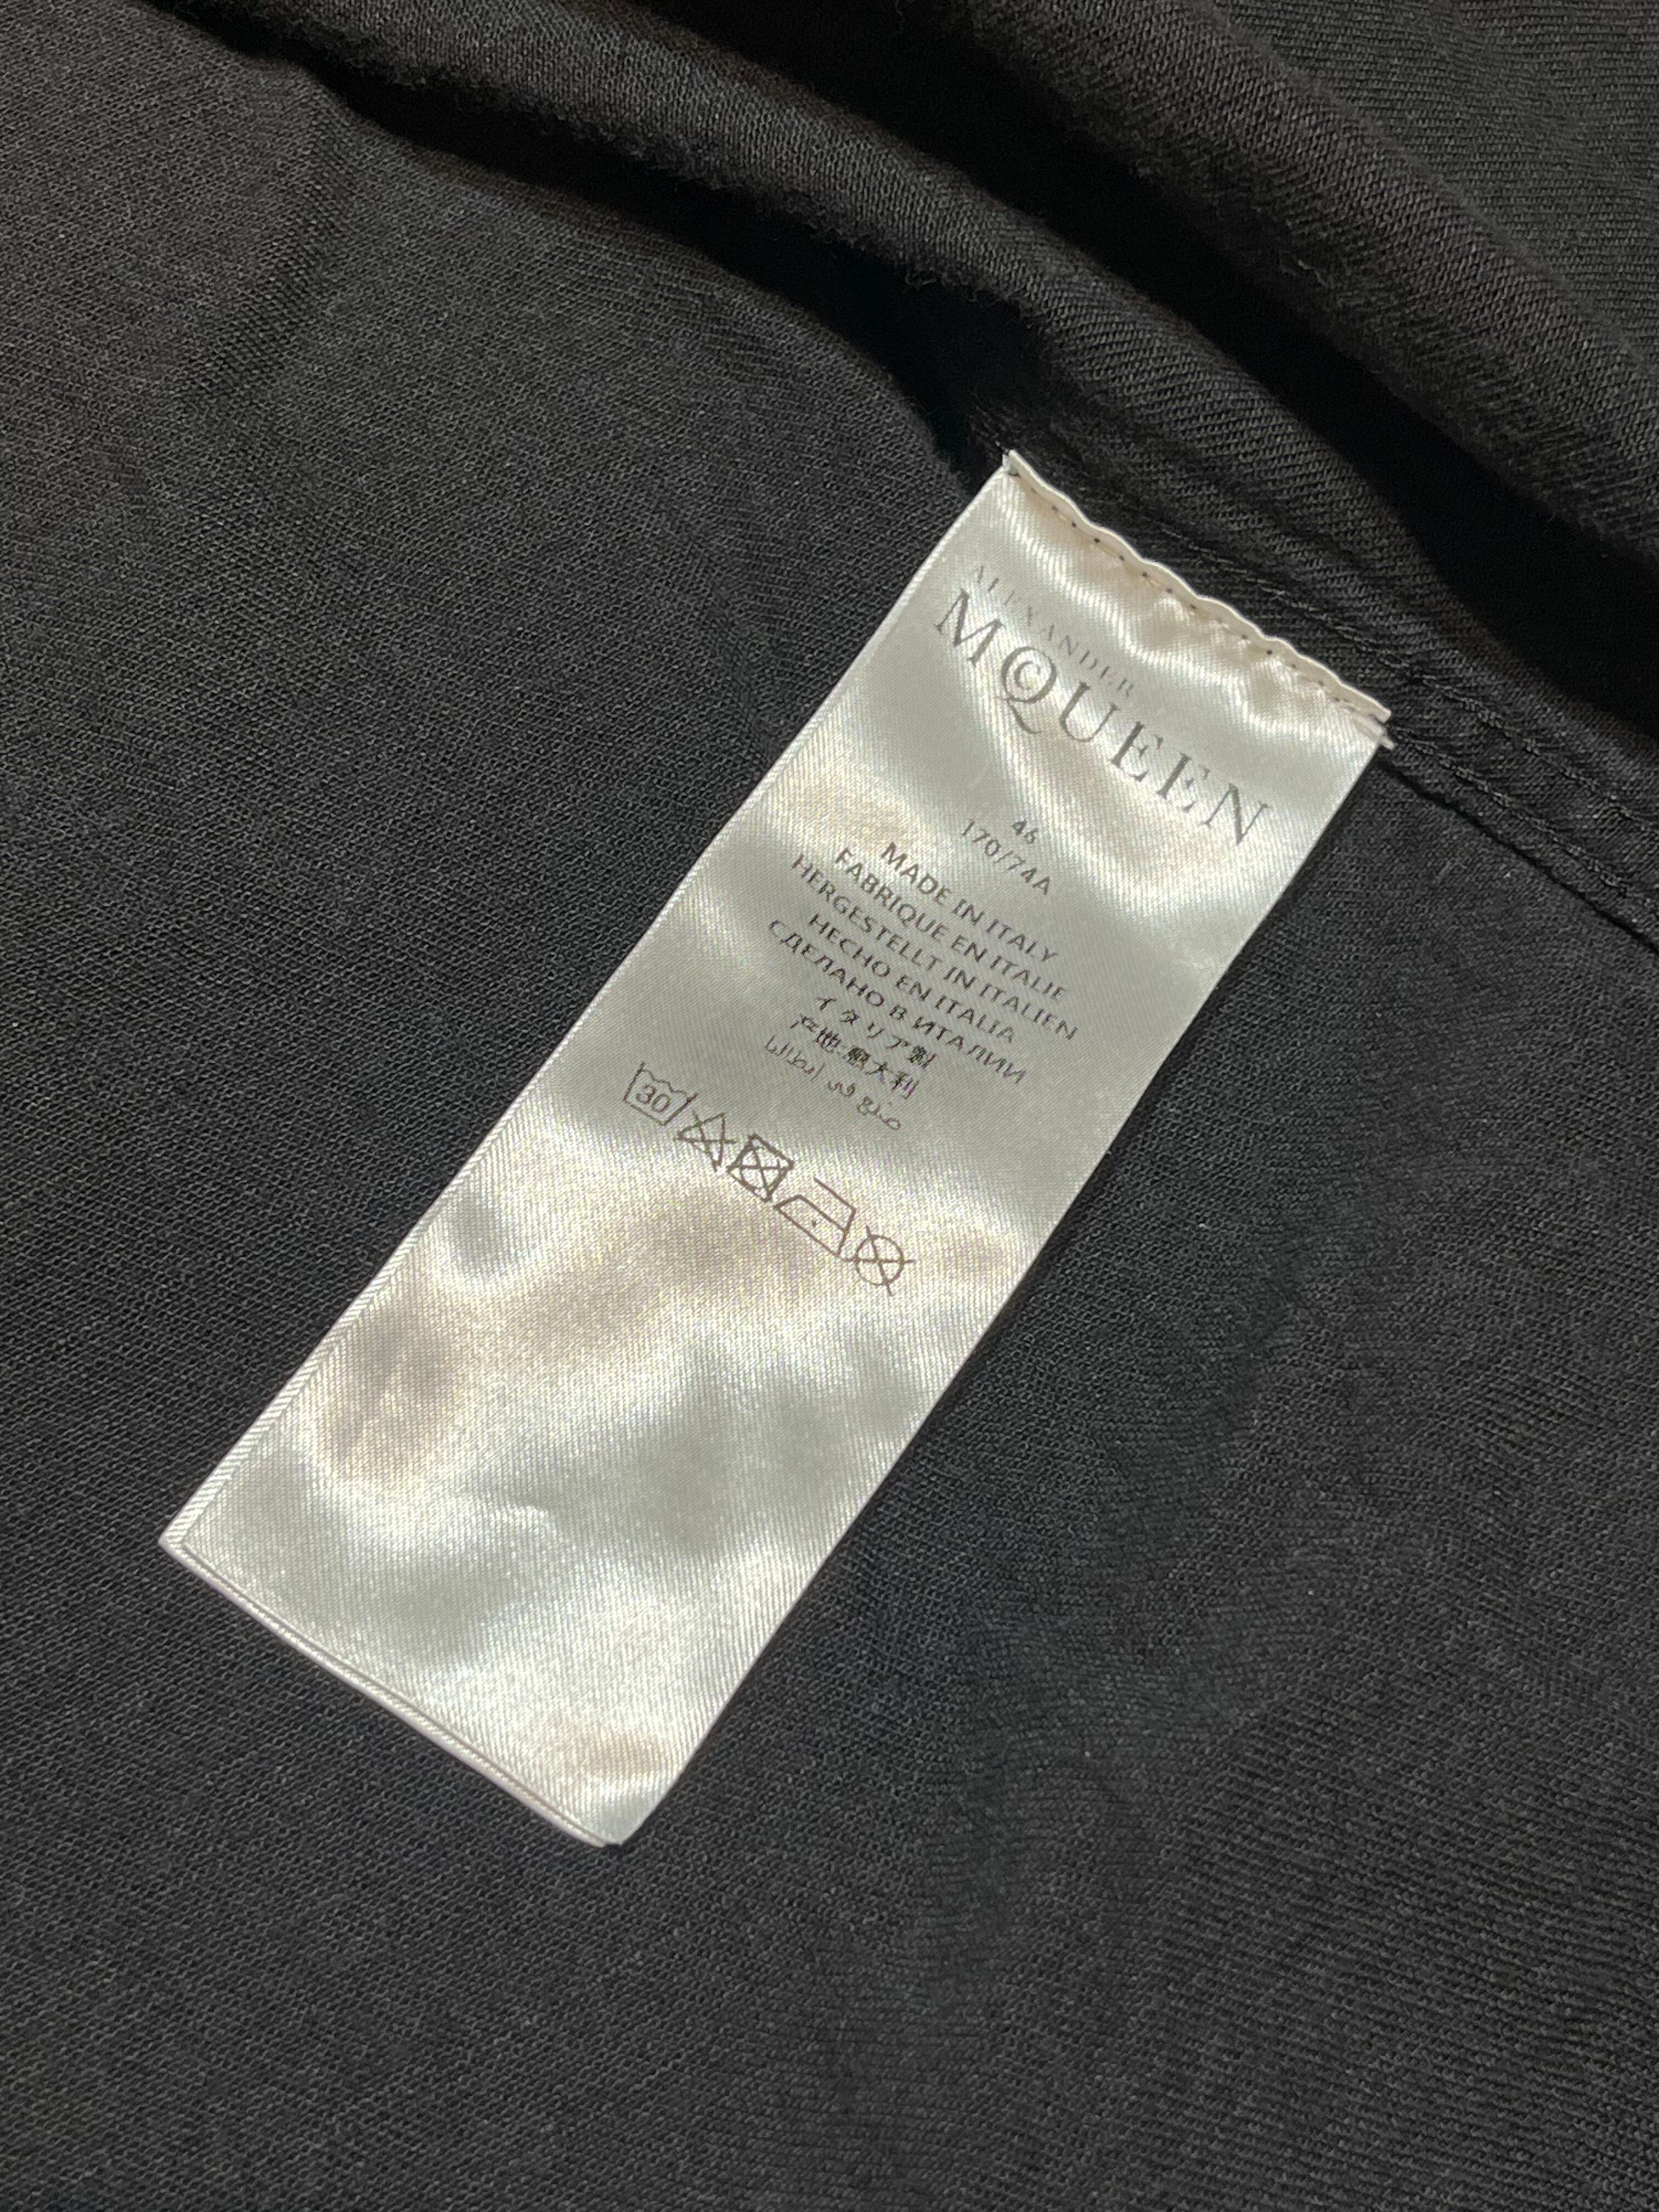 ALEXANDER
MCQUEEN
46
170/74A
MADE IN ITALY
FABRIQUE EN ITALIE
HERGESTELLT IN ITALIEN
HECHO EN ITALIA
СДЕЛАНО В ИТАЛИИ
イタリア製
产地:意大利
صنع في إيطاليا
30